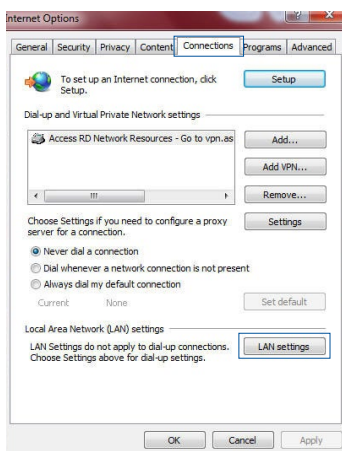 Internet Options
General Security Privacy Content Connections Programs Advanced
To set up an Internet connection, click
Setup.
Setup
Dial-up and Virtual Private Network settings
Access RD Network Resources - Go to vpn.as
Add...
Add VPN...
Remove...
Choose Settings if you need to configure a proxy
server for a connection.
Settings
Never dial a connection
Dial whenever a network connection is not present
Always dial my default connection
Current None
Set default
Local Area Network (LAN) settings
LAN Settings do not apply to dial-up connections.
Choose Settings above for dial-up settings.
LAN settings
OK Cancel Apply